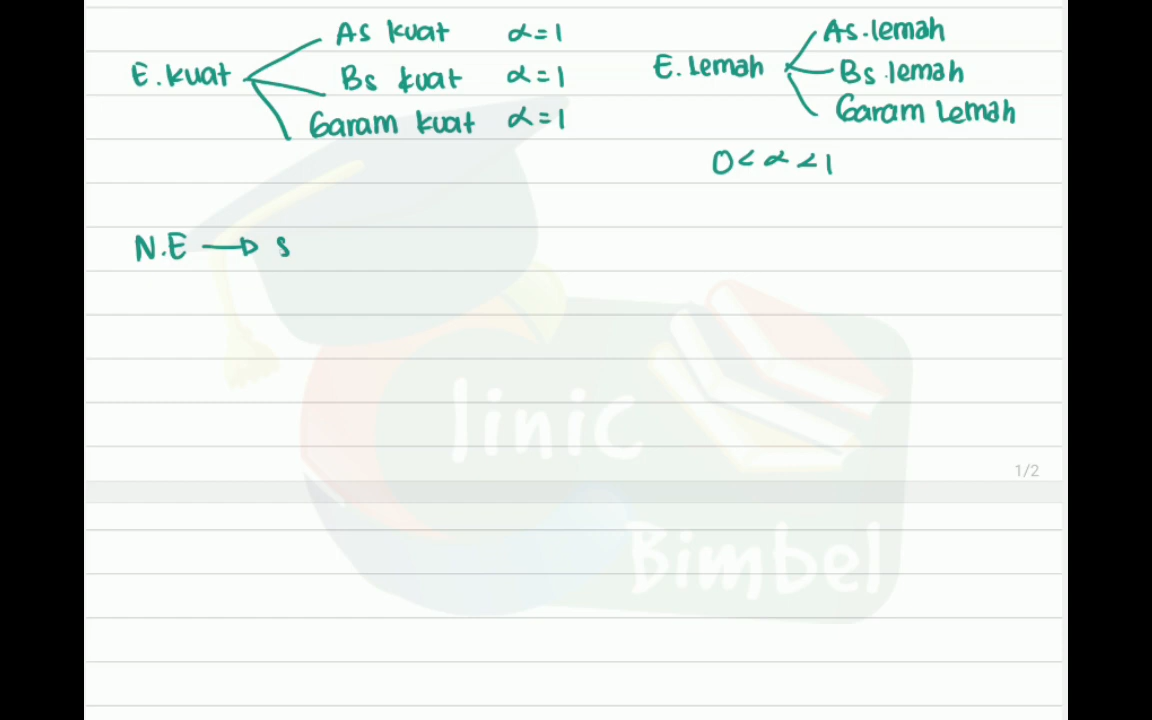 E. kuat
As kuat α = 1
Bs kuat α = 1
Garam kuat α = 1
E. Lemah
As. lemah
Bs. lemah
Garam Lemah
0 < α < 1
N.E → s
linic
Bimbel
1/2